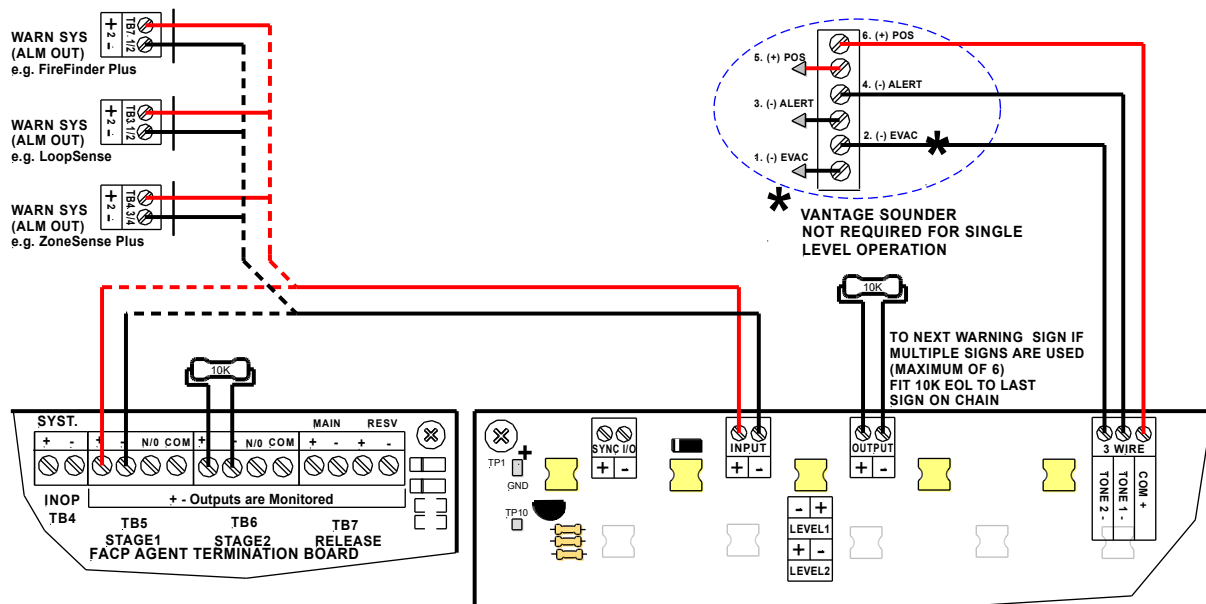 WARN SYS
(ALM OUT)
e.g. FireFinder Plus
+ 2 -
TB7 1/2
WARN SYS
(ALM OUT)
e.g. LoopSense
+ 2 -
TB3 1/2
WARN SYS
(ALM OUT)
e.g. ZoneSense Plus
+ 2 -
TB4 3/4
6. (+) POS
5. (+) POS
4. (-) ALERT
3. (-) ALERT
2. (-) EVAC
*
1. (-) EVAC
*
VANTAGE SOUNDER
NOT REQUIRED FOR SINGLE
LEVEL OPERATION
10K
TO NEXT WARNING SIGN IF
MULTIPLE SIGNS ARE USED
(MAXIMUM OF 6)
FIT 10K EOL TO LAST
SIGN ON CHAIN
10K
SYST.
MAIN RESV
+ - + - N/0 COM + - N/0 COM + - + -
INOP
TB4
+ - Outputs are Monitored
TB5
STAGE1
TB6
STAGE2
TB7
RELEASE
FACP AGENT TERMINATION BOARD
TP1
+
GND
TP10
SYNC I/O
+ -
INPUT
+ -
OUTPUT
+ -
3 WIRE
TONE 2 -
TONE 1 -
COM +
- +
LEVEL1
+ -
LEVEL2